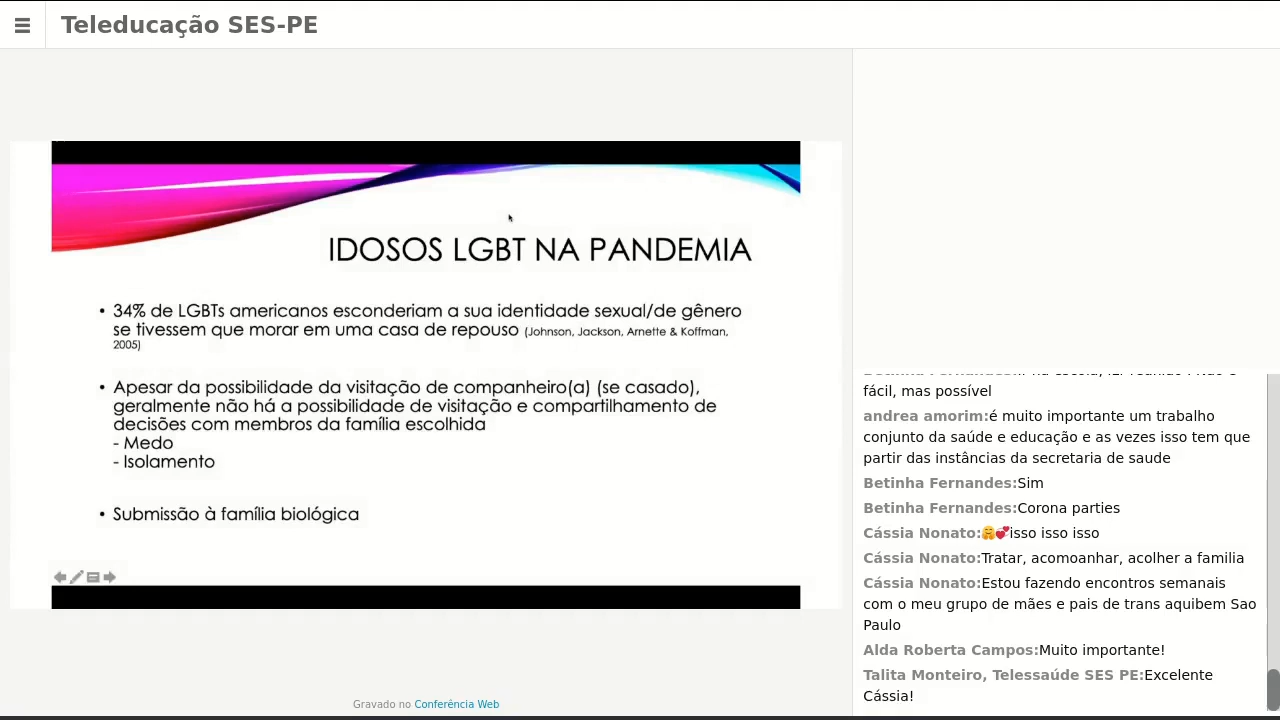 Teleducação SES-PE
IDOSOS LGBT NA PANDEMIA
• 34% de LGBTs americanos esconderiam a sua identidade sexual/de gênero
se tivessem que morar em uma casa de repouso (Johnson, Jackson, Arnette & Koffman,
2005)
• Apesar da possibilidade da visitação de companheiro(a) (se casado),
geralmente não há a possibilidade de visitação e compartilhamento de
decisões com membros da família escolhida
- Medo
- Isolamento
• Submissão à família biológica
Gravado no Conferência Web
fácil, mas possível
andrea amorim:é muito importante um trabalho
conjunto da saúde e educação e as vezes isso tem que
partir das instâncias da secretaria de saude
Betinha Fernandes:Sim
Betinha Fernandes:Corona parties
Cássia Nonato:🤗💞isso isso isso
Cássia Nonato:Tratar, acomoanhar, acolher a familia
Cássia Nonato:Estou fazendo encontros semanais
com o meu grupo de mães e pais de trans aquibem Sao
Paulo
Alda Roberta Campos:Muito importante!
Talita Monteiro, Telessaúde SES PE:Excelente
Cássia!